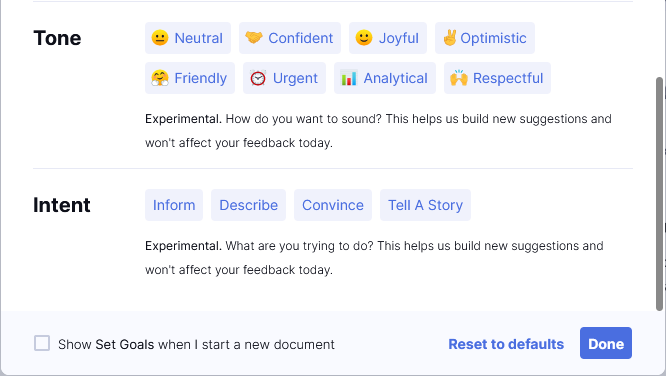 Tone
😐 Neutral 🤝 Confident 🙂 Joyful ✌️Optimistic
🤗 Friendly ⏰ Urgent 📊 Analytical 🙌 Respectful
Experimental. How do you want to sound? This helps us build new suggestions and
won't affect your feedback today.
Intent
Inform Describe Convince Tell A Story
Experimental. What are you trying to do? This helps us build new suggestions and
won't affect your feedback today.
Show Set Goals when I start a new document
Reset to defaults Done